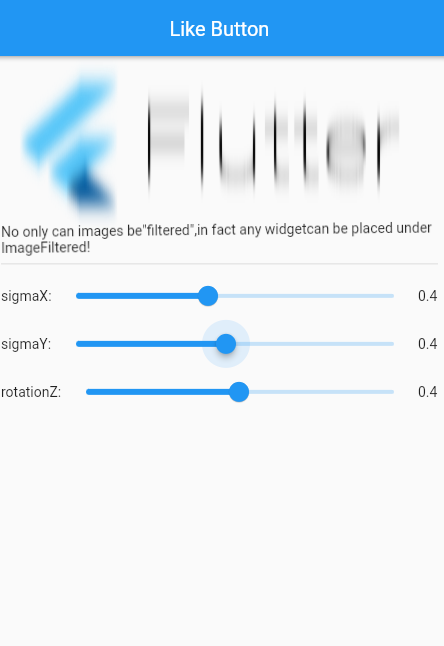 Like Button
Flutter
No only can images be"filtered",in fact any widgetcan be placed under
ImageFiltered!
sigmaX: 0.4
sigmaY: 0.4
rotationZ: 0.4